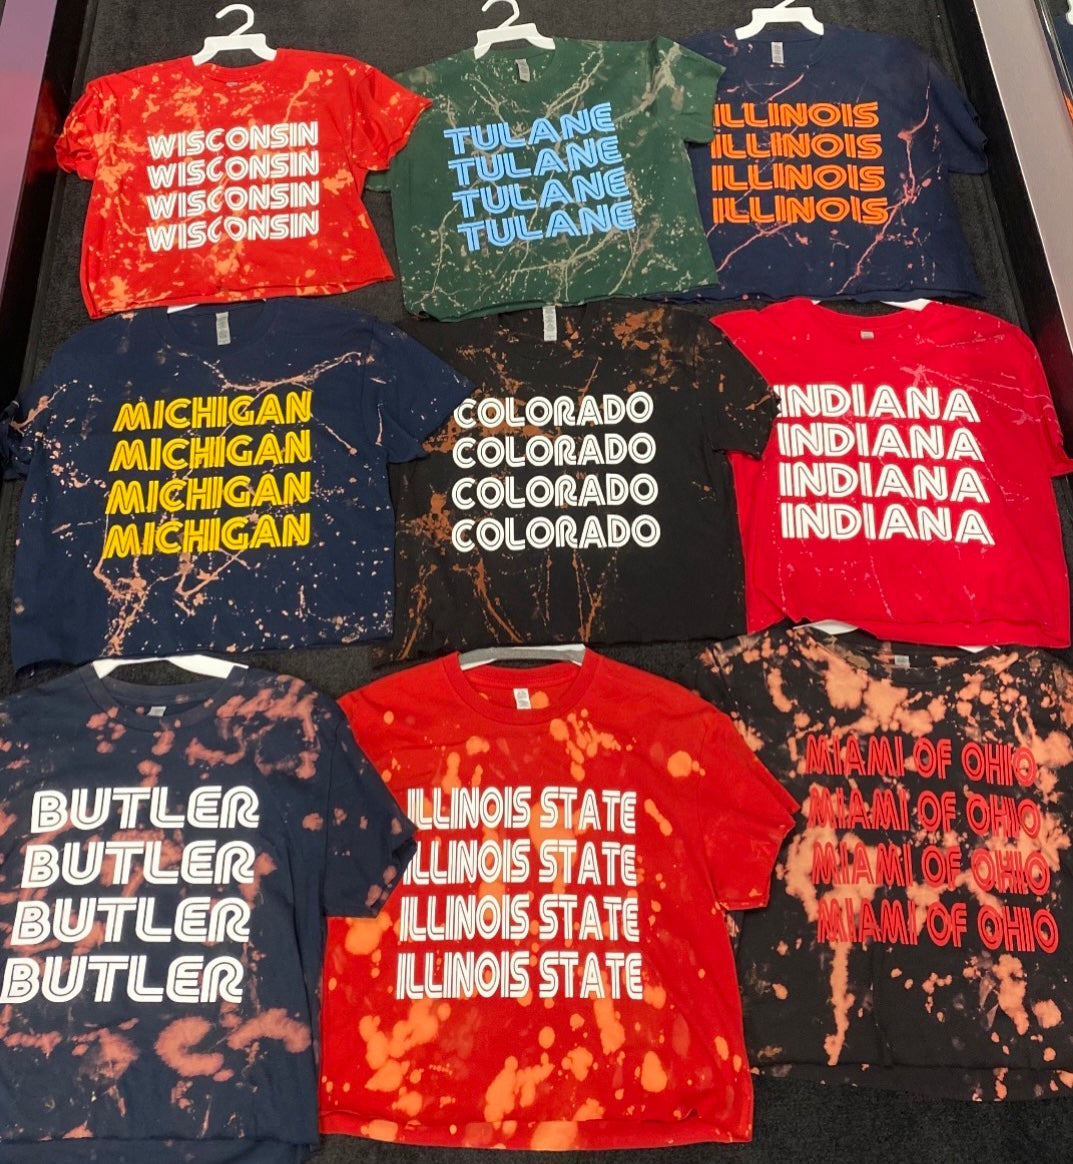 WISCONSIN
WISCONSIN
WISCONSIN
WISCONSIN
TULANE
TULANE
TULANE
TULANE
ILLINOIS
ILLINOIS
ILLINOIS
ILLINOIS
MICHIGAN
MICHIGAN
MICHIGAN
MICHIGAN
COLORADO
COLORADO
COLORADO
COLORADO
INDIANA
INDIANA
INDIANA
INDIANA
BUTLER
BUTLER
BUTLER
BUTLER
ILLINOIS STATE
ILLINOIS STATE
ILLINOIS STATE
ILLINOIS STATE
MIAMI OF OHIO
MIAMI OF OHIO
MIAMI OF OHIO
MIAMI OF OHIO